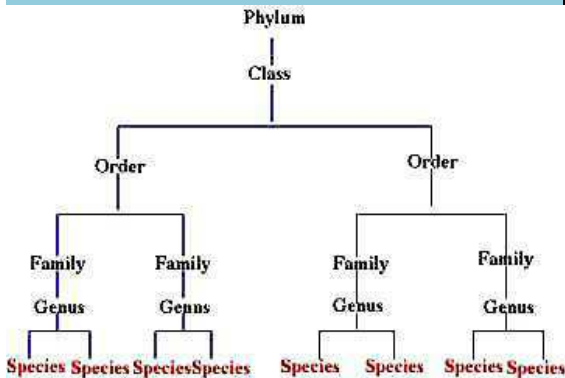 Phylum
Class
Order Order
Family Family Family Family
Genus Genns Genus Genus
Species Species Species Species Species Species Species Species